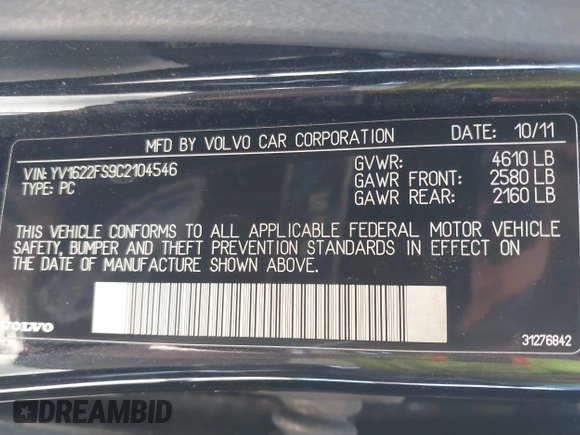 MFD BY VOLVO CAR CORPORATION DATE: 10/11
VIN: YV1622FS9C2104546 GVWR: 4610 LB
TYPE: PC GAWR FRONT: 2580 LB
GAWR REAR: 2160 LB
THIS VEHICLE CONFORMS TO ALL APPLICABLE FEDERAL MOTOR VEHICLE
SAFETY, BUMPER AND THEFT PREVENTION STANDARDS IN EFFECT ON
THE DATE OF MANUFACTURE SHOWN ABOVE.
VOLVO 31276842
DREAMBID